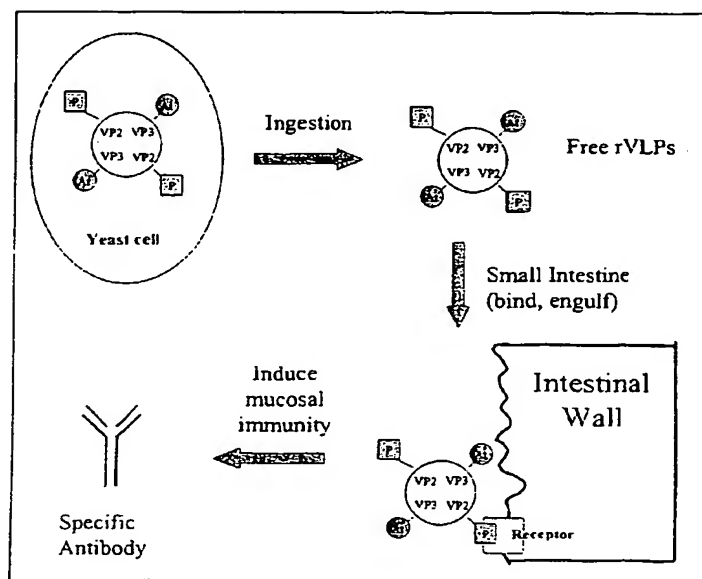 P
VP2 VP3
VP3 VP2
P
Yeast cell
Ingestion
P
VP2 VP3
VP3 VP2
P
Free rVLPs
Small Intestine
(bind, engulf)
Intestinal
Wall
Induce
mucosal
immunity
P
VP2 VP3
VP3 VP2
P
Receptor
Specific
Antibody